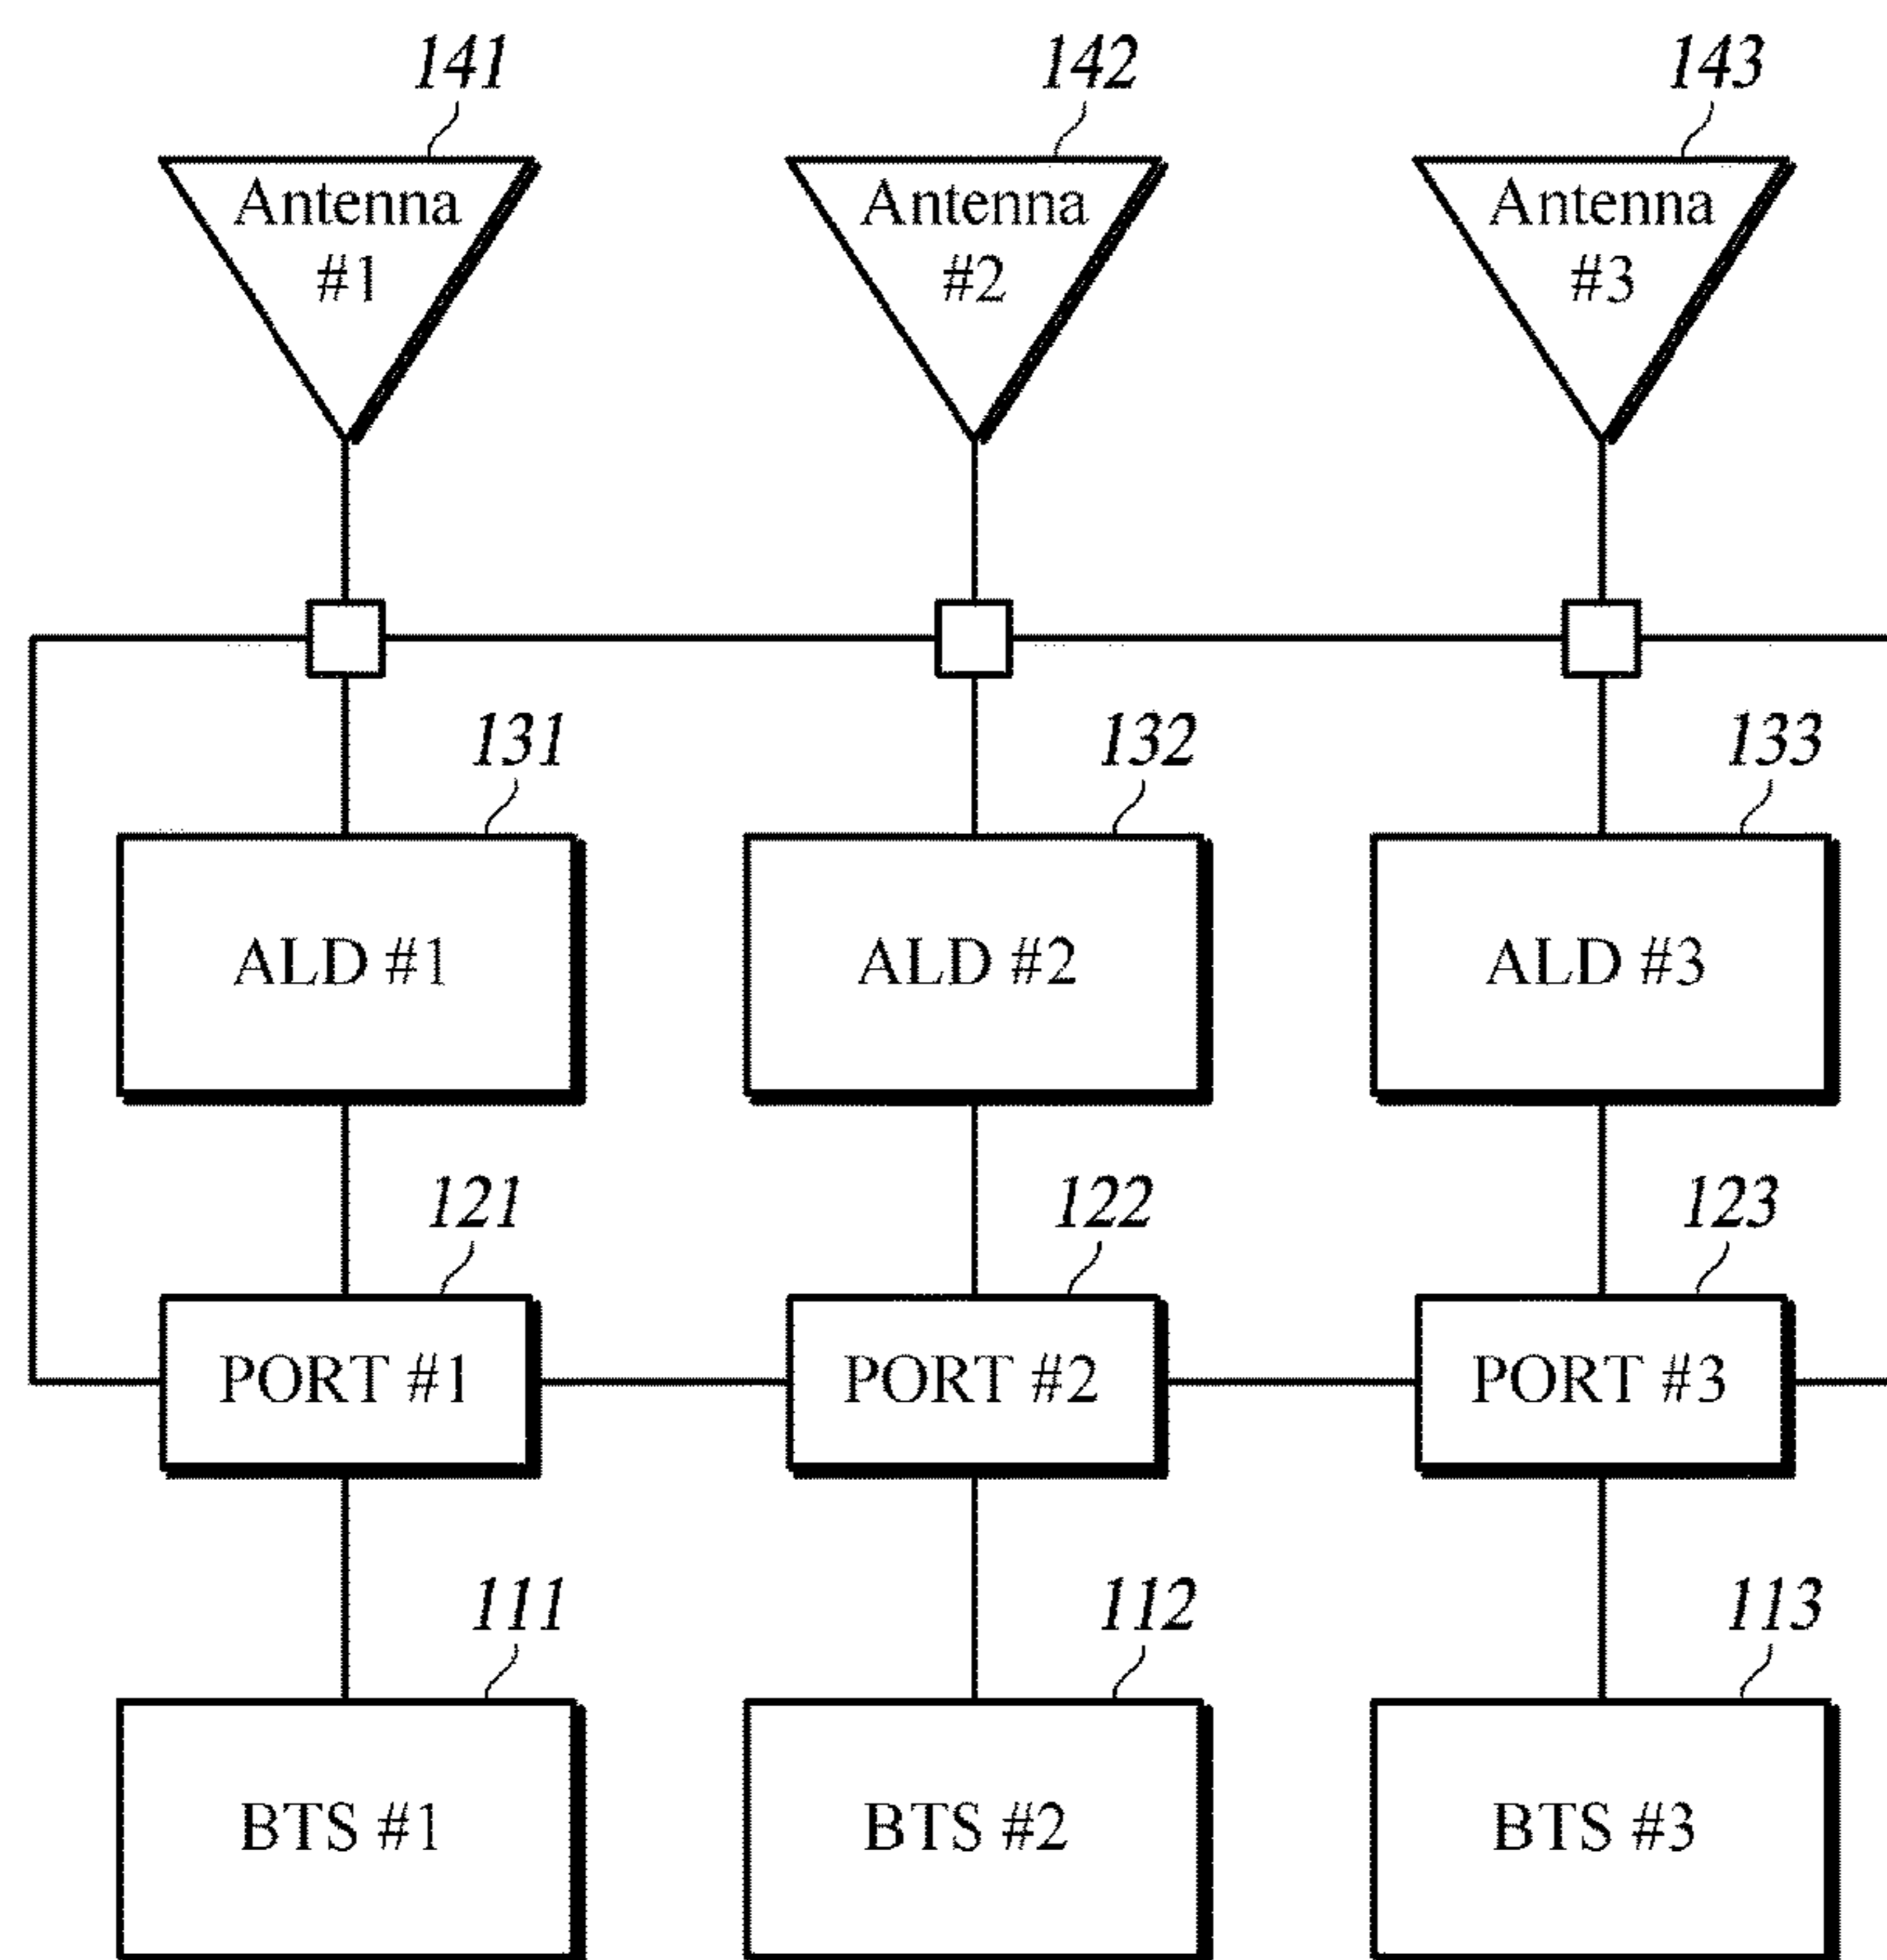 141
142
143
Antenna
#1
Antenna
#2
Antenna
#3
131
132
133
ALD #1
ALD #2
ALD #3
121
122
123
PORT #1
PORT #2
PORT #3
111
112
113
BTS #1
BTS #2
BTS #3